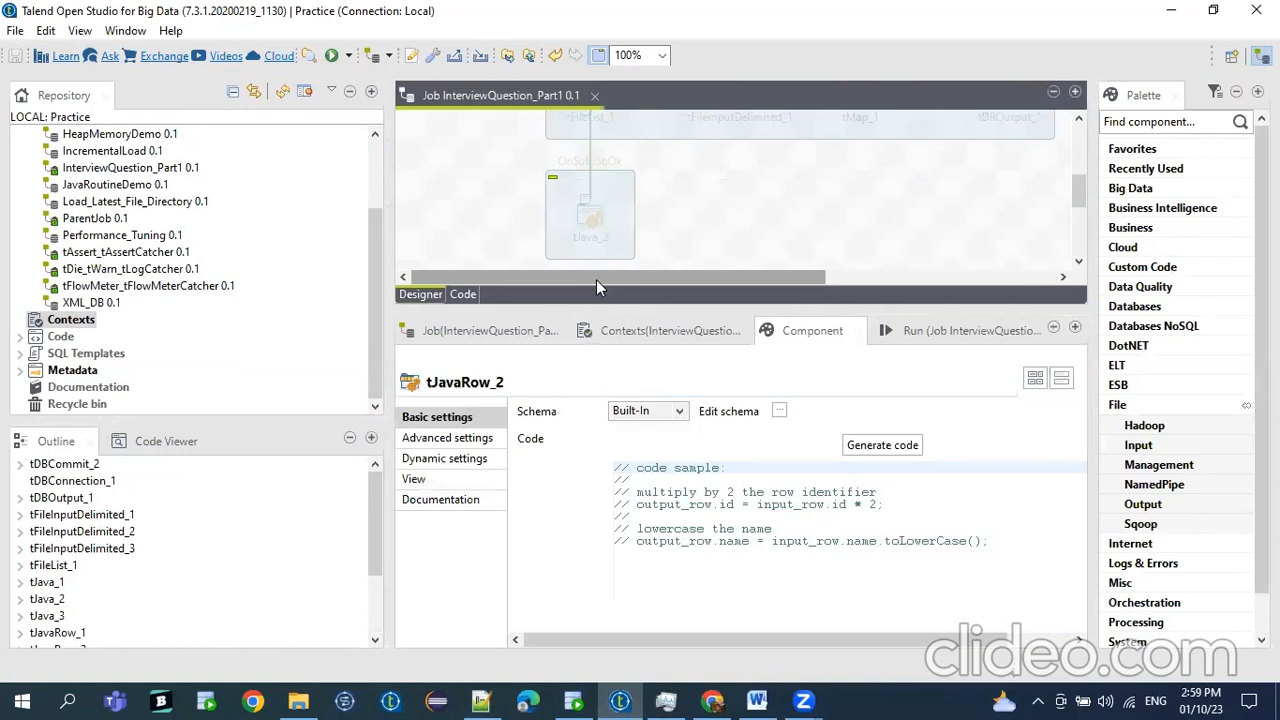 Talend Open Studio for Big Data (7.3.1.20200219_1130) | Practice (Connection: Local)
File Edit View Window Help
Learn Ask Exchange Videos Cloud 100%
Repository
LOCAL: Practice
HeapMemoryDemo 0.1
IncrementalLoad 0.1
InterviewQuestion_Part1 0.1
JavaRoutineDemo 0.1
Load_Latest_File_Directory 0.1
ParentJob 0.1
Performance_Tuning 0.1
tAssert_tAssertCatcher 0.1
tDie_tWarn_tLogCatcher 0.1
tFlowMeter_tFlowMeterCatcher 0.1
XML_DB 0.1
Contexts
Code
SQL Templates
Metadata
Documentation
Recycle bin
Outline Code Viewer
tDBCommit_2
tDBConnection_1
tDBOutput_1
tFileInputDelimited_1
tFileInputDelimited_2
tFileInputDelimited_3
tFileList_1
tJava_1
tJava_2
tJava_3
tJavaRow_1
Job InterviewQuestion_Part1 0.1
tFileList_1 tFileInputDelimited_1 tMap_1 tDBOutput_1
OnSubjobOk
tJava_2
Designer Code
Job(InterviewQuestion_Pa... Contexts(InterviewQuestio... Component Run (Job InterviewQuestio...
tJavaRow_2
Basic settings
Advanced settings
Dynamic settings
View
Documentation
Schema Built-In Edit schema ...
Code Generate code
// code sample:
//
// multiply by 2 the row identifier
// output_row.id = input_row.id * 2;
//
// lowercase the name
// output_row.name = input_row.name.toLowerCase();
Palette
Find component...
Favorites
Recently Used
Big Data
Business Intelligence
Business
Cloud
Custom Code
Data Quality
Databases
Databases NoSQL
DotNET
ELT
ESB
File
Hadoop
Input
Management
NamedPipe
Output
Sqoop
Internet
Logs & Errors
Misc
Orchestration
Processing
System
clideo.com
ENG
2:59 PM
01/10/23